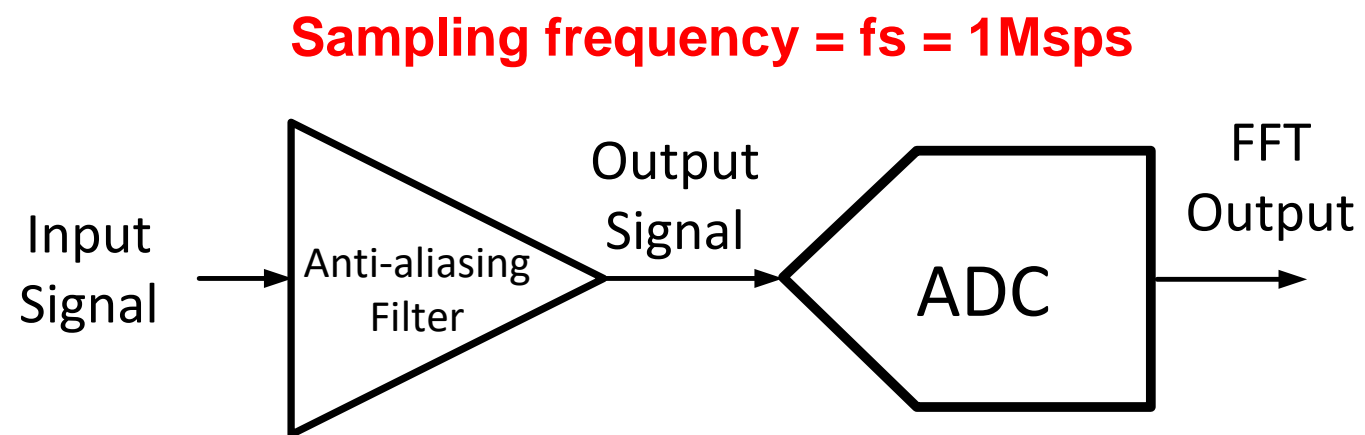 Sampling frequency = fs = 1Msps
Input
Signal
Anti-aliasing
Filter
Output
Signal
ADC
FFT
Output